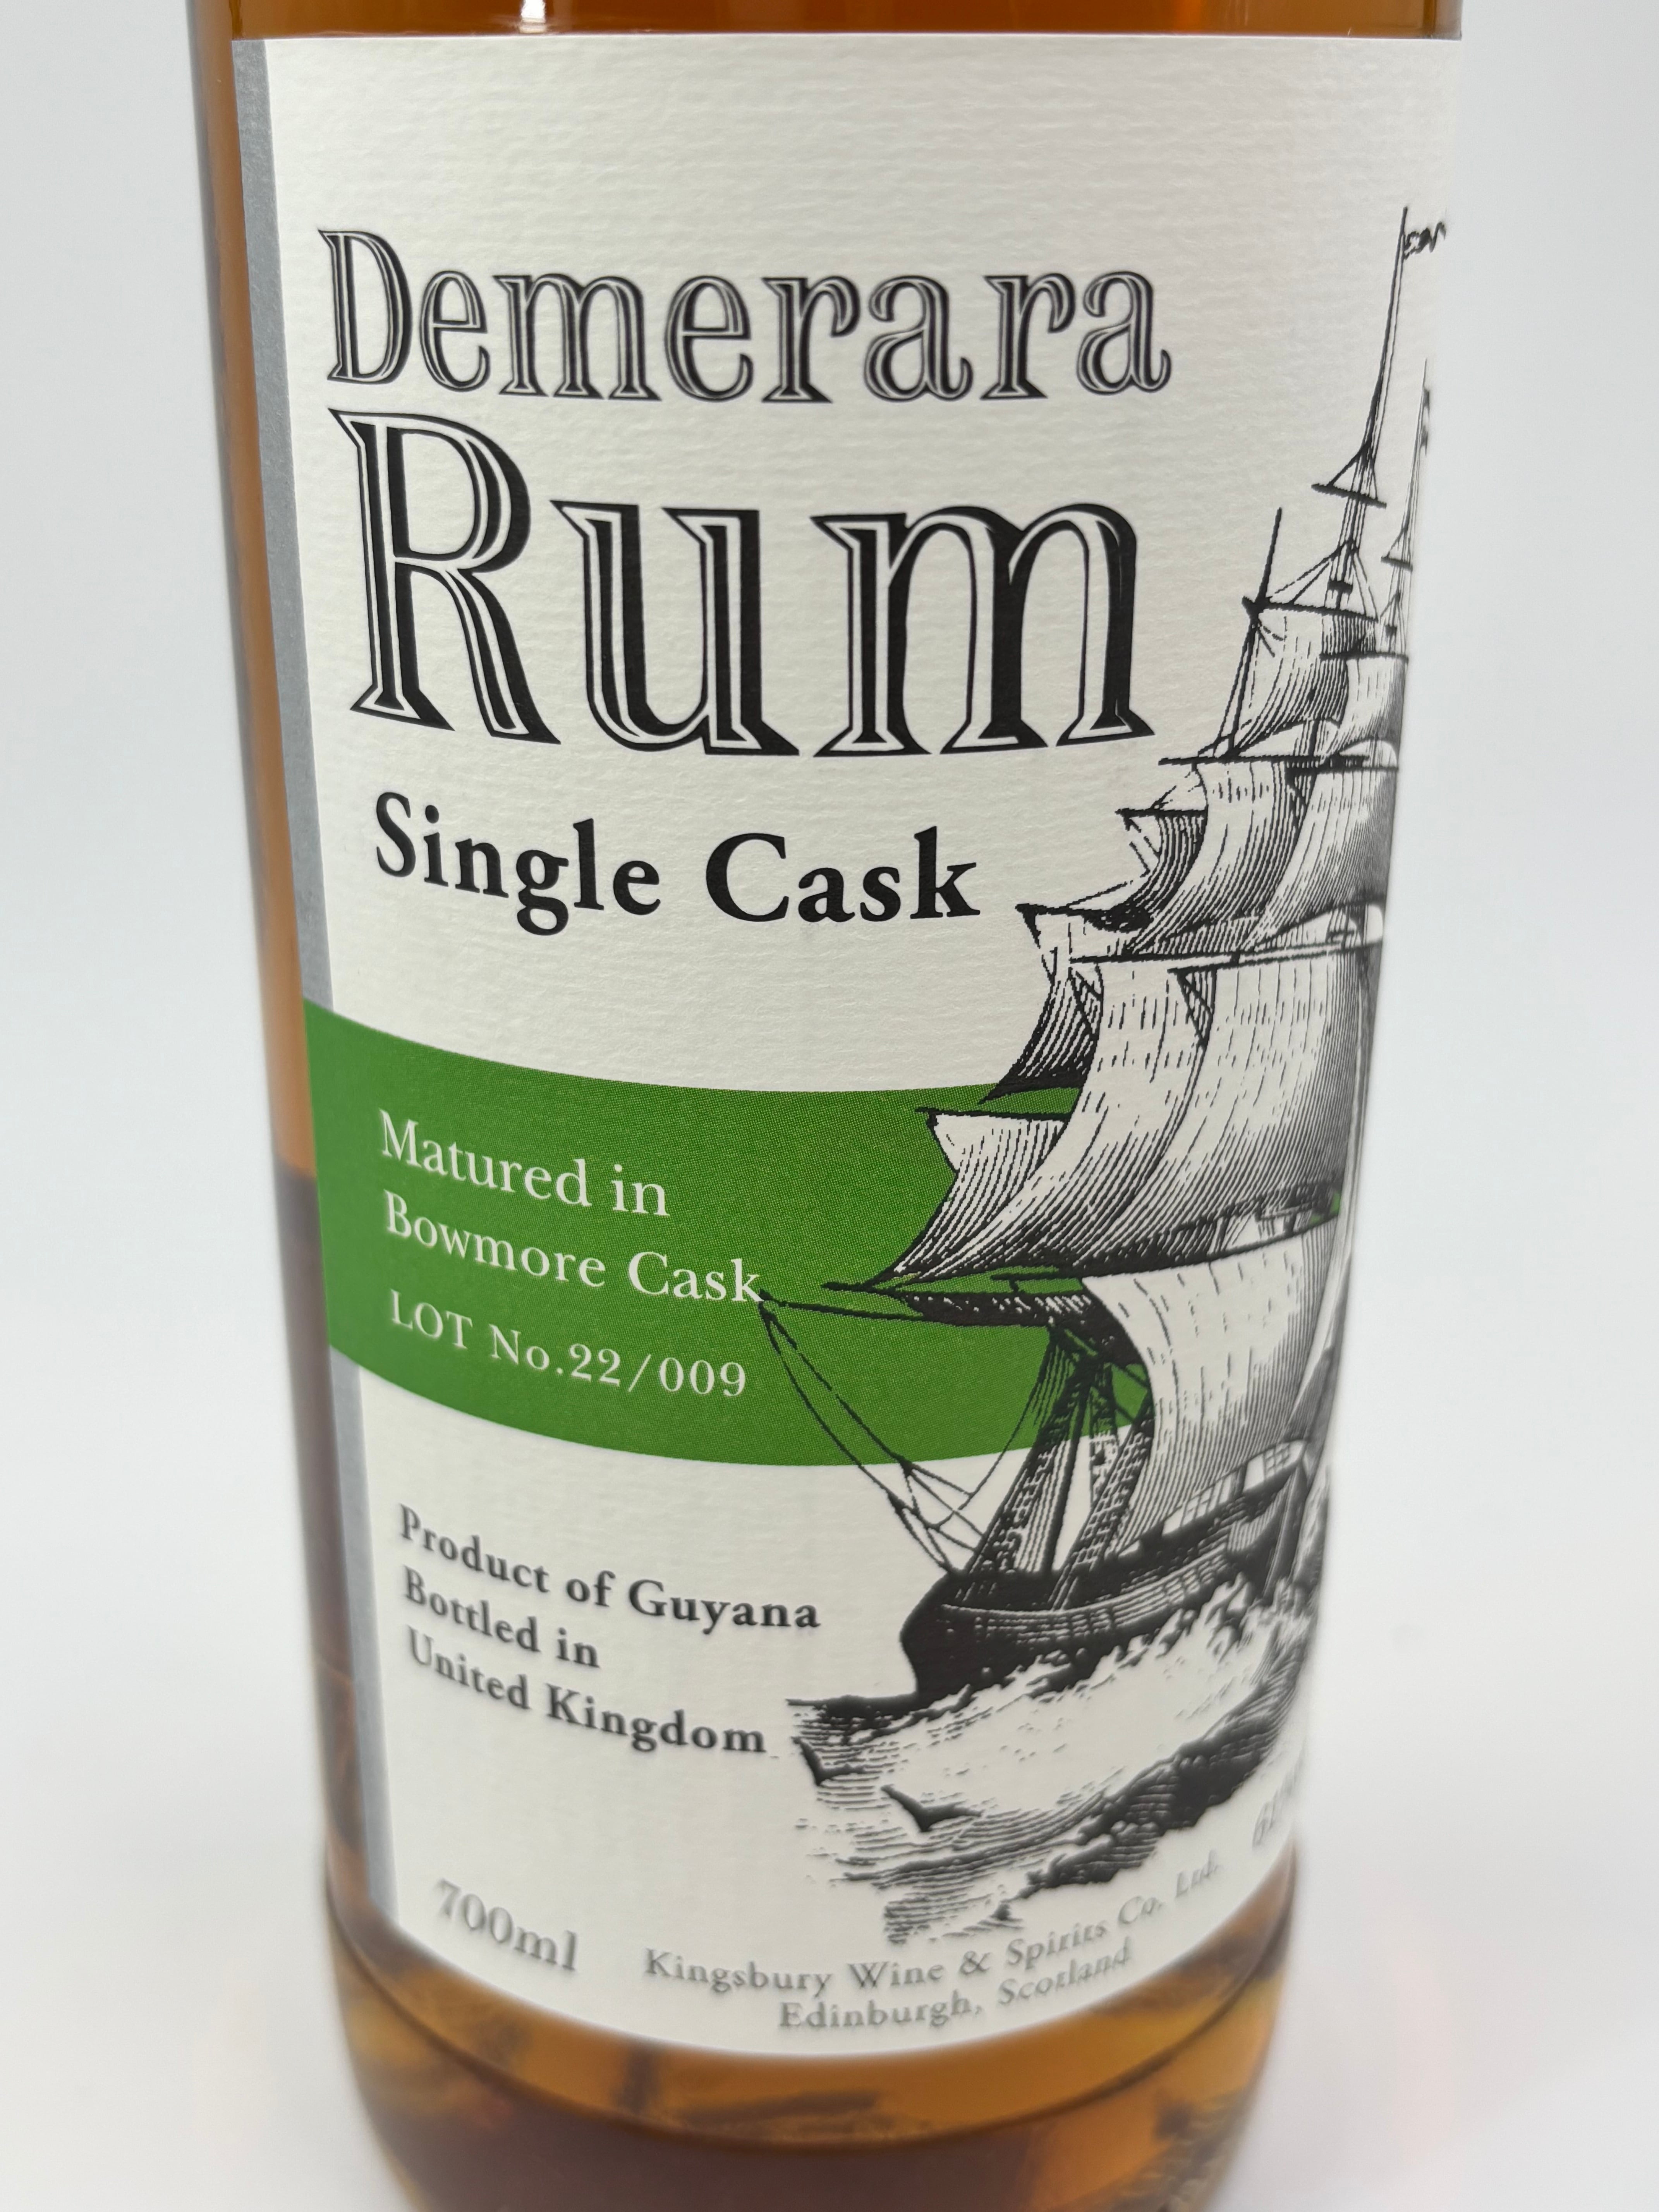 Demerara
Rum
Single Cask
Matured in
Bowmore Cask
LOT No.22/009
Product of Guyana
Bottled in
United Kingdom
700ml
Kingsbury Wine & Spirits Co. Ltd.
Edinburgh, Scotland